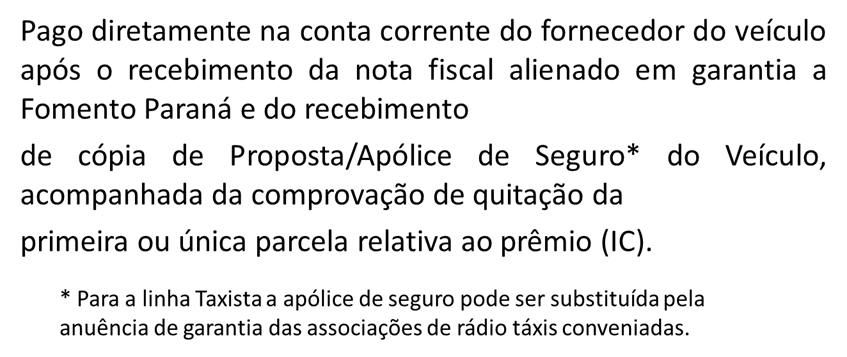 Pago diretamente na conta corrente do fornecedor do veículo
após o recebimento da nota fiscal alienado em garantia a
Fomento Paraná e do recebimento
de cópia de Proposta/Apólice de Seguro* do Veículo,
acompanhada da comprovação de quitação da
primeira ou única parcela relativa ao prêmio (IC).
* Para a linha Taxista a apólice de seguro pode ser substituída pela
anuência de garantia das associações de rádio táxis conveniadas.